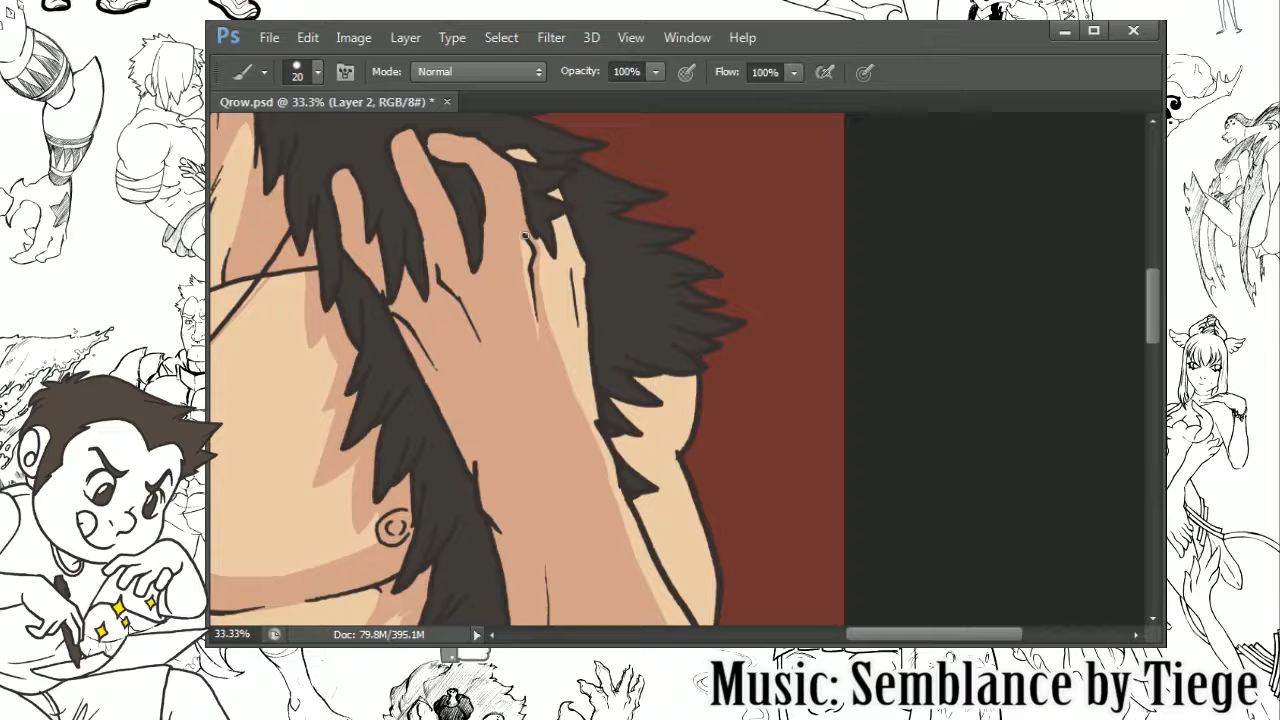 Ps File Edit Image Layer Type Select Filter 3D View Window Help
20 Mode: Normal Opacity: 100% Flow: 100%
Qrow.psd @ 33.3% (Layer 2, RGB/8#) * ×
33.33% Doc: 79.8M/395.1M
Music: Semblance by Tiege